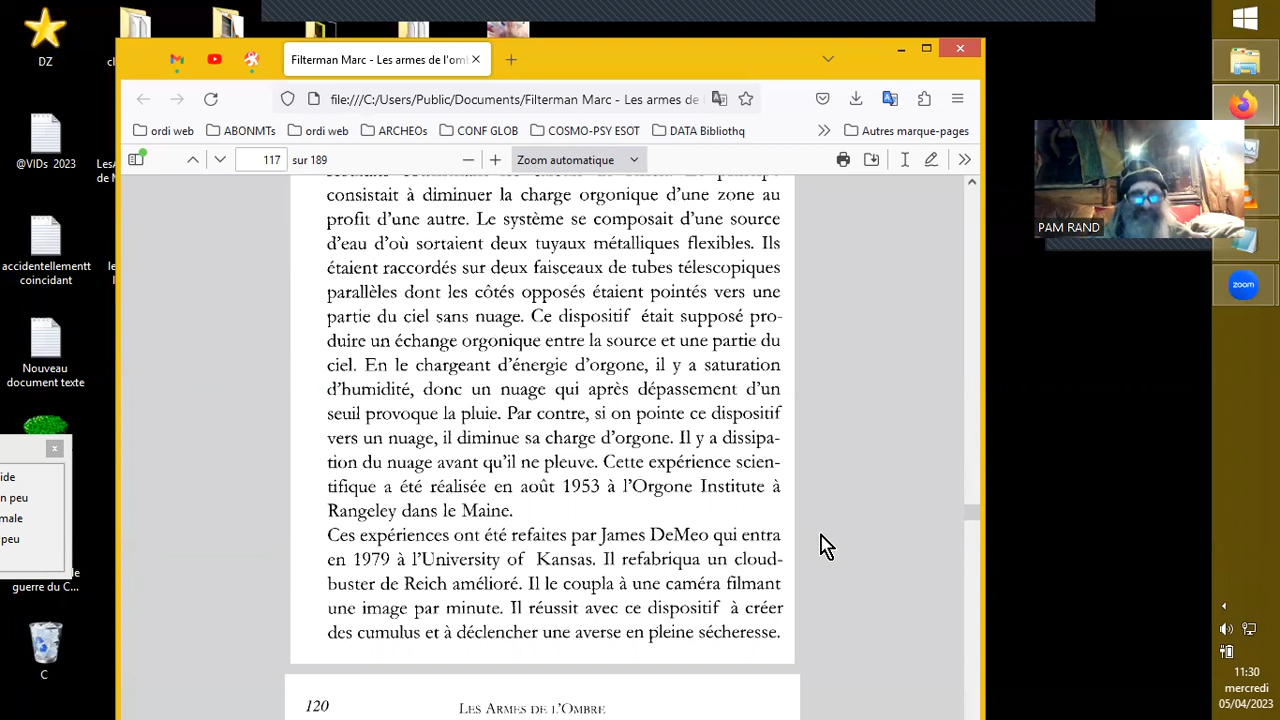 DZ
@VIDs 2023
accidentellementt
coincidant
Nouveau
document texte
ide
n peu
male
peu
guerre du C...
C
Filterman Marc - Les armes de l'om
file:///C:/Users/Public/Documents/Filterman Marc - Les armes de
ordi web
ABONMTs
ordi web
ARCHEOs
CONF GLOB
COSMO-PSY ESOT
DATA Bibliothq
Autres marque-pages
117 sur 189
Zoom automatique
consistait à diminuer la charge orgonique d'une zone au
profit d'une autre. Le système se composait d'une source
d'eau d'où sortaient deux tuyaux métalliques flexibles. Ils
étaient raccordés sur deux faisceaux de tubes télescopiques
parallèles dont les côtés opposés étaient pointés vers une
partie du ciel sans nuage. Ce dispositif était supposé pro-
duire un échange orgonique entre la source et une partie du
ciel. En le chargeant d'énergie d'orgone, il y a saturation
d'humidité, donc un nuage qui après dépassement d'un
seuil provoque la pluie. Par contre, si on pointe ce dispositif
vers un nuage, il diminue sa charge d'orgone. Il y a dissipa-
tion du nuage avant qu'il ne pleuve. Cette expérience scien-
tifique a été réalisée en août 1953 à l'Orgone Institute à
Rangeley dans le Maine.
Ces expériences ont été refaites par James DeMeo qui entra
en 1979 à l'University of Kansas. Il refabriqua un cloud-
buster de Reich amélioré. Il le coupla à une caméra filmant
une image par minute. Il réussit avec ce dispositif à créer
des cumulus et à déclencher une averse en pleine sécheresse.
120 LES ARMES DE L'OMBRE
PAM RAND
zoom
11:30
mercredi
05/04/2023